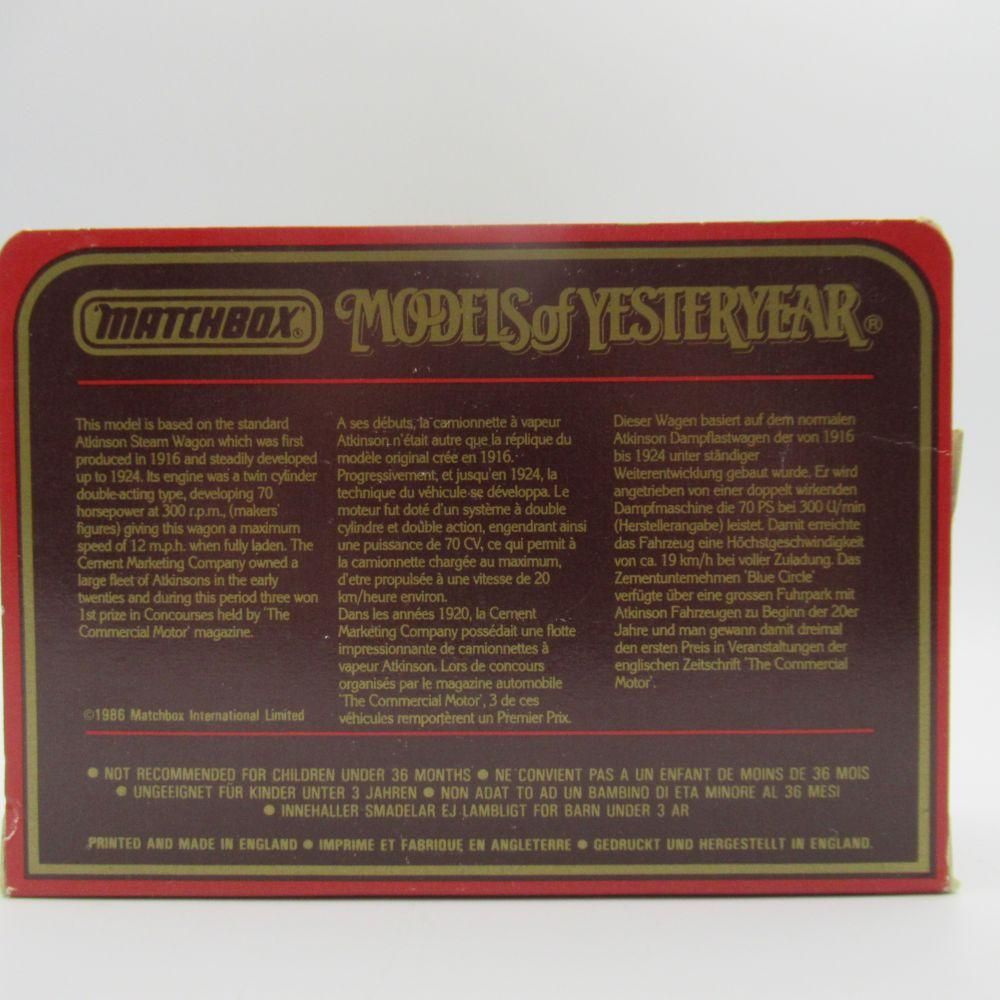 MATCHBOX
MODELS of YESTERYEAR®
This model is based on the standard
Atkinson Steam Wagon which was first
produced in 1916 and steadily developed
up to 1924. Its engine was a twin cylinder
double-acting type, developing 70
horsepower at 300 r.p.m., (makers'
figures) giving this wagon a maximum
speed of 12 m.p.h. when fully laden. The
Cement Marketing Company owned a
large fleet of Atkinsons in the early
twenties and during this period three won
1st prize in Concourses held by 'The
Commercial Motor' magazine.
©1986 Matchbox International Limited
A ses débuts, la camionnette à vapeur
Atkinson n'était autre que la réplique du
modèle original crée en 1916.
Progressivement, et jusqu'en 1924, la
technique du véhicule se développa. Le
moteur fut doté d'un système à double
cylindre et double action, engendrant ainsi
une puissance de 70 CV, ce qui permit à
la camionnette chargée au maximum,
d'etre propulsée à une vitesse de 20
km/heure environ.
Dans les années 1920, la Cement
Marketing Company possédait une flotte
impressionnante de camionnettes à
vapeur Atkinson. Lors de concours
organisés par le magazine automobile
'The Commercial Motor', 3 de ces
véhicules remportèrent un Premier Prix.
Dieser Wagen basiert auf dem normalen
Atkinson Dampflastwagen der von 1916
bis 1924 unter ständiger
Weiterentwicklung gebaut wurde. Er wird
angetrieben von einer doppelt wirkenden
Dampfmaschine die 70 PS bei 300 U/min
(Herstellerangabe) leistet. Damit erreichte
das Fahrzeug eine Höchstgeschwindigkeit
von ca. 19 km/h bei voller Zuladung. Das
Zementunternehmen 'Blue Circle'
verfügte über eine grossen Fuhrpark mit
Atkinson Fahrzeugen zu Beginn der 20er
Jahre und man gewann damit dreimal
den ersten Preis in Veranstaltungen der
englischen Zeitschrift 'The Commercial
Motor'.
● NOT RECOMMENDED FOR CHILDREN UNDER 36 MONTHS ● NE CONVIENT PAS A UN ENFANT DE MOINS DE 36 MOIS
● UNGEEIGNET FÜR KINDER UNTER 3 JAHREN ● NON ADAT TO AD UN BAMBINO DI ETA MINORE AL 36 MESI
● INNEHALLER SMADELAR EJ LAMBLIGT FOR BARN UNDER 3 AR
PRINTED AND MADE IN ENGLAND ● IMPRIME ET FABRIQUE EN ANGLETERRE ● GEDRUCKT UND HERGESTELLT IN ENGLAND.